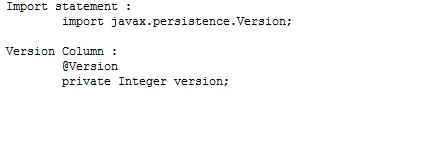 Import statement :
import javax.persistence.Version;
Version Column :
@Version
private Integer version;